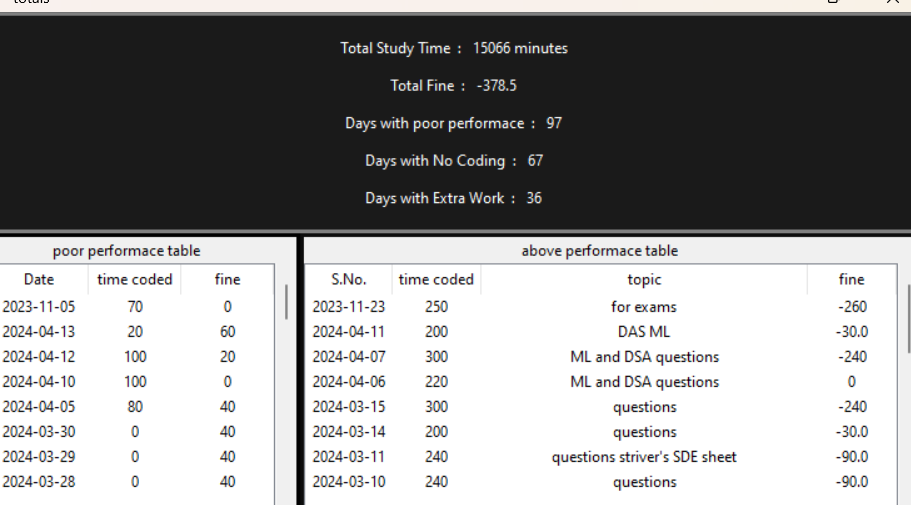 totals
Total Study Time : 15066 minutes
Total Fine : -378.5
Days with poor performace : 97
Days with No Coding : 67
Days with Extra Work : 36
poor performace table
Date time coded fine
2023-11-05 70 0
2024-04-13 20 60
2024-04-12 100 20
2024-04-10 100 0
2024-04-05 80 40
2024-03-30 0 40
2024-03-29 0 40
2024-03-28 0 40
above performace table
S.No. time coded topic fine
2023-11-23 250 for exams -260
2024-04-11 200 DAS ML -30.0
2024-04-07 300 ML and DSA questions -240
2024-04-06 220 ML and DSA questions 0
2024-03-15 300 questions -240
2024-03-14 200 questions -30.0
2024-03-11 240 questions striver's SDE sheet -90.0
2024-03-10 240 questions -90.0